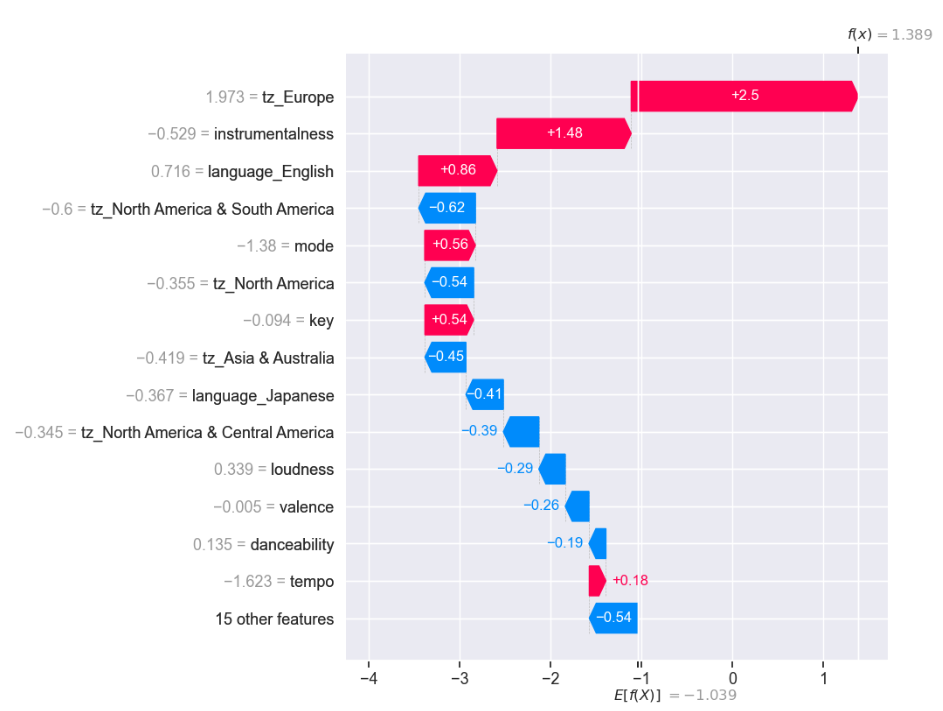 f(x) = 1.389
1.973 = tz_Europe +2.5
−0.529 = instrumentalness +1.48
0.716 = language_English +0.86
−0.6 = tz_North America & South America −0.62
−1.38 = mode +0.56
−0.355 = tz_North America −0.54
−0.094 = key +0.54
−0.419 = tz_Asia & Australia −0.45
−0.367 = language_Japanese −0.41
−0.345 = tz_North America & Central America −0.39
0.339 = loudness −0.29
−0.005 = valence −0.26
0.135 = danceability −0.19
−1.623 = tempo +0.18
15 other features −0.54
−4 −3 −2 −1 0 1
E[f(X)] = −1.039